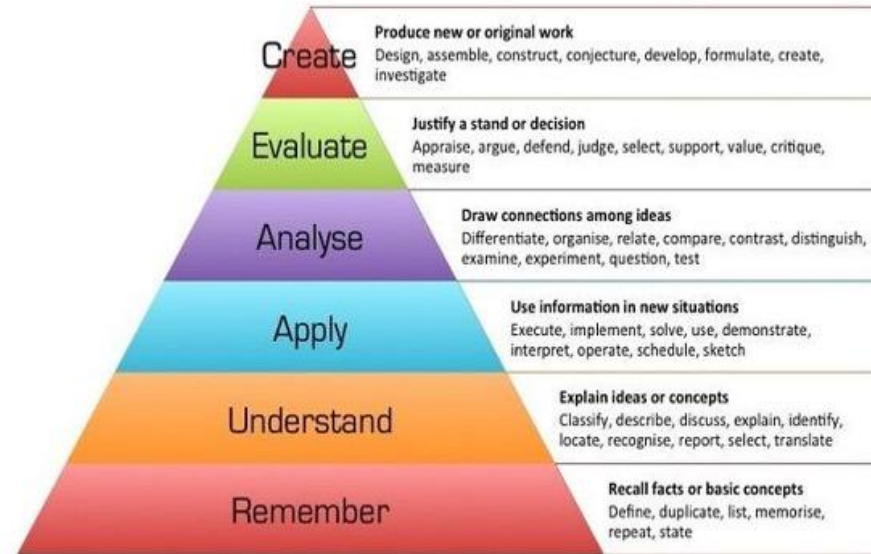 Create
Produce new or original work
Design, assemble, construct, conjecture, develop, formulate, create,
investigate
Evaluate
Justify a stand or decision
Appraise, argue, defend, judge, select, support, value, critique,
measure
Analyse
Draw connections among ideas
Differentiate, organise, relate, compare, contrast, distinguish,
examine, experiment, question, test
Apply
Use information in new situations
Execute, implement, solve, use, demonstrate,
interpret, operate, schedule, sketch
Understand
Explain ideas or concepts
Classify, describe, discuss, explain, identify,
locate, recognise, report, select, translate
Remember
Recall facts or basic concepts
Define, duplicate, list, memorise,
repeat, state